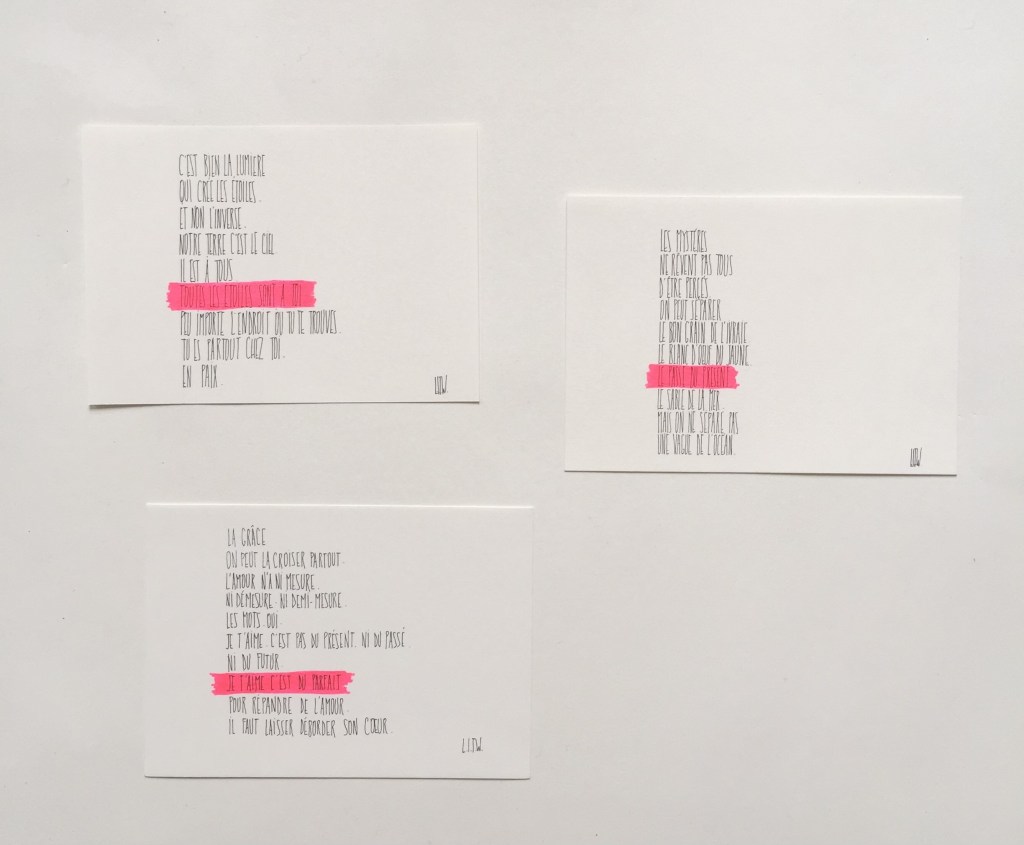 C'EST BIEN LA LUMIERE
QUI CRÉE LES ÉTOILES.
ET NON L'INVERSE.
NOTRE TERRE C'EST LE CIEL
IL EST À TOUS
TOUTES LES ÉTOILES SONT À TOI
PEU IMPORTE L'ENDROIT OU TU TE TROUVES.
TU ES PARTOUT CHEZ TOI.
EN PAIX.
LES MYSTÈRES
NE RÊVENT PAS TOUS
D'ÊTRE PERCÉS
ON PEUT SÉPARER
LE BON GRAIN DE L'IVRAIE
LE BLANC D'OEUF DU JAUNE.
LE PASSÉ DU PRÉSENT
LE SABLE DE LA MER.
MAIS ON NE SÉPARE PAS
UNE VAGUE DE L'OCÉAN.
LA GRÂCE
ON PEUT LA CROISER PARTOUT.
L'AMOUR N'A NI MESURE
NI DÉMESURE. NI DEMI-MESURE.
LES MOTS. OUI.
JE T'AIME. C'EST PAS DU PRÉSENT. NI DU PASSÉ
NI DU FUTUR
JE T'AIME C'EST DU PARFAIT
POUR RÉPANDRE DE L'AMOUR.
IL FAUT LAISSER DÉBORDER SON CŒUR.